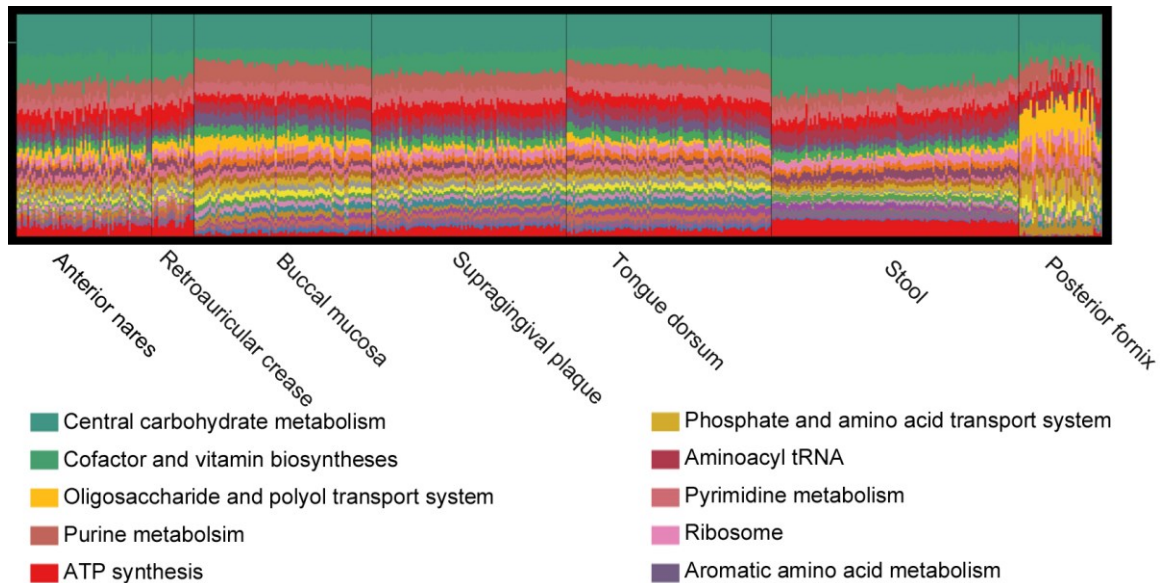 Anterior nares
Retroauricular crease
Buccal mucosa
Supragingival plaque
Tongue dorsum
Stool
Posterior fornix
Central carbohydrate metabolism
Cofactor and vitamin biosyntheses
Oligosaccharide and polyol transport system
Purine metabolsim
ATP synthesis
Phosphate and amino acid transport system
Aminoacyl tRNA
Pyrimidine metabolism
Ribosome
Aromatic amino acid metabolism